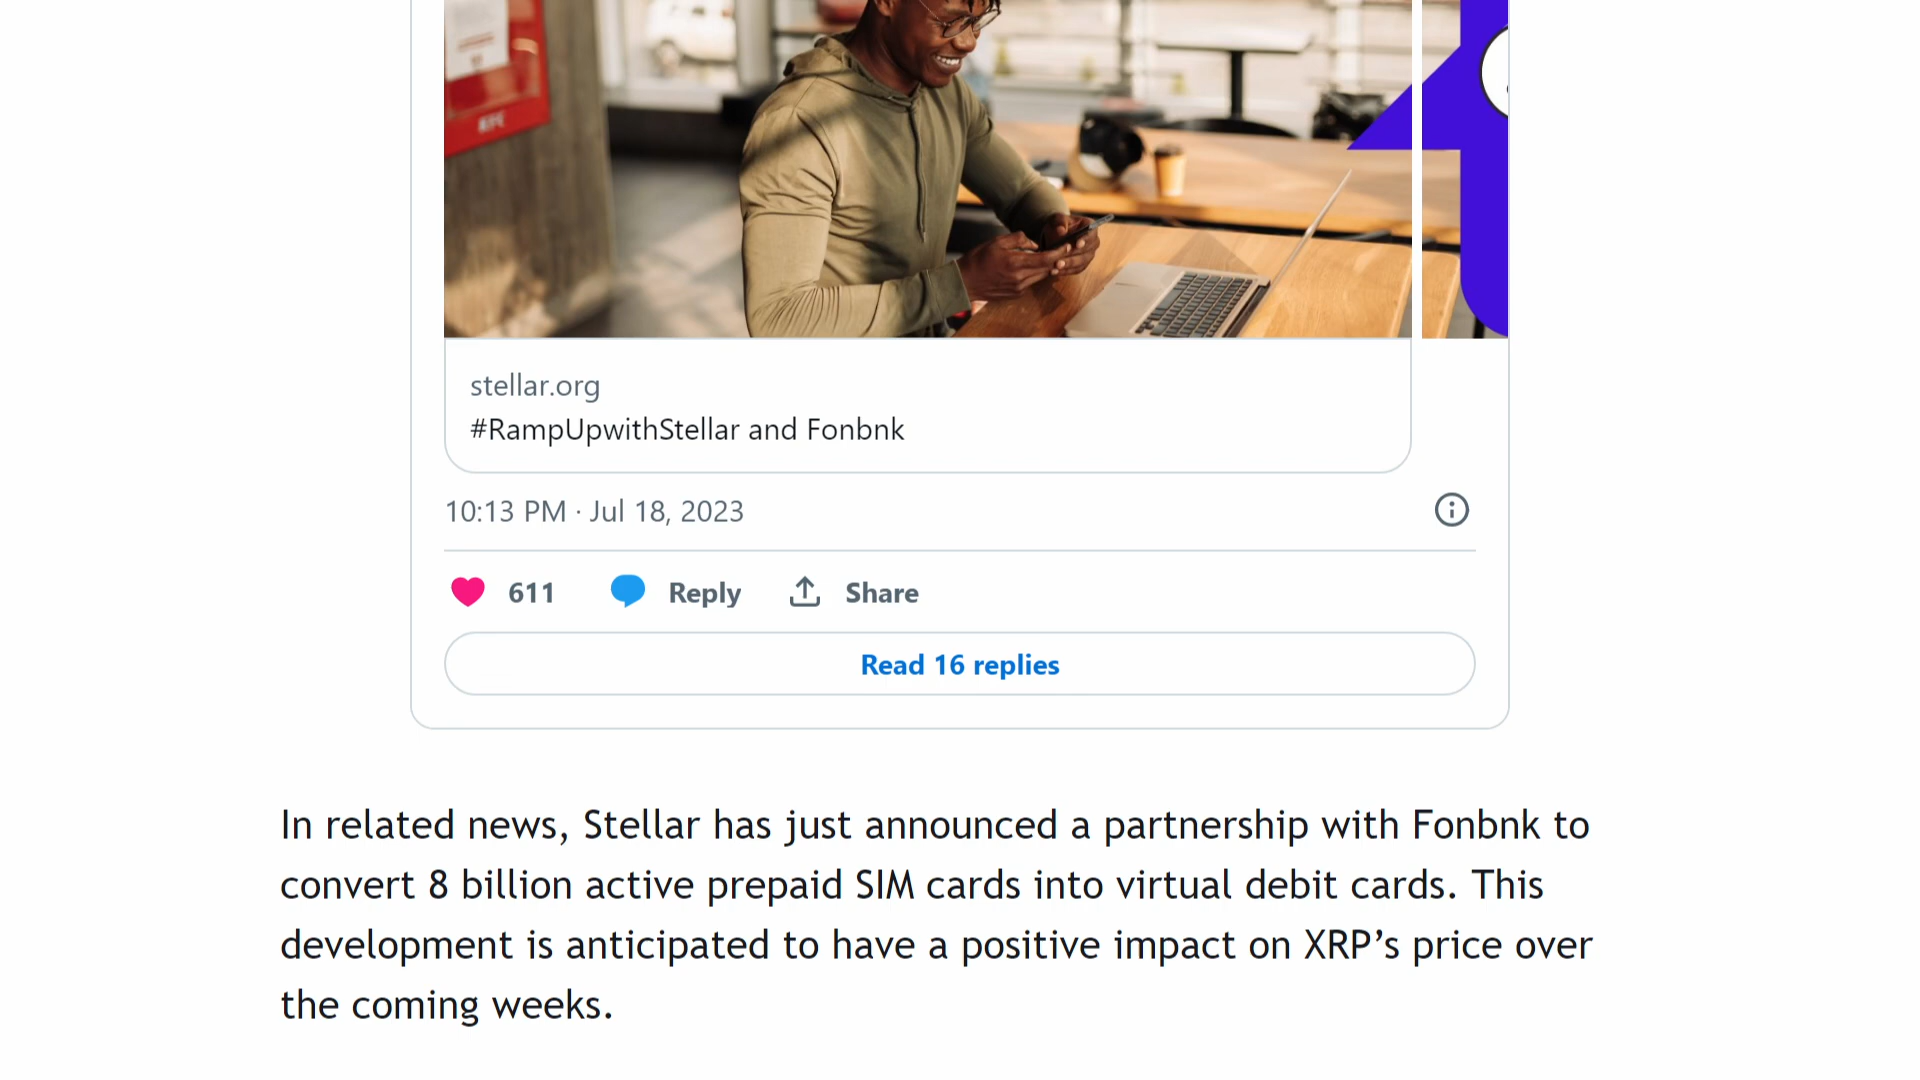 stellar.org
#RampUpwithStellar and Fonbnk
10:13 PM · Jul 18, 2023
611 Reply Share
Read 16 replies
In related news, Stellar has just announced a partnership with Fonbnk to
convert 8 billion active prepaid SIM cards into virtual debit cards. This
development is anticipated to have a positive impact on XRP’s price over
the coming weeks.